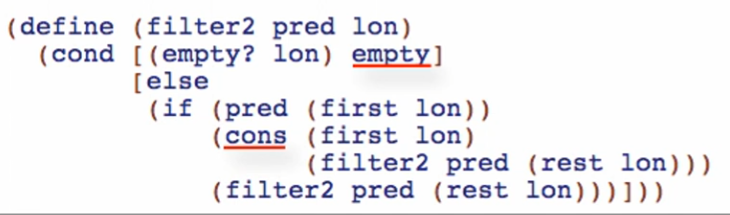 (define (filter2 pred lon)
  (cond [(empty? lon) empty]
        [else
         (if (pred (first lon))
             (cons (first lon)
                   (filter2 pred (rest lon)))
             (filter2 pred (rest lon)))]))